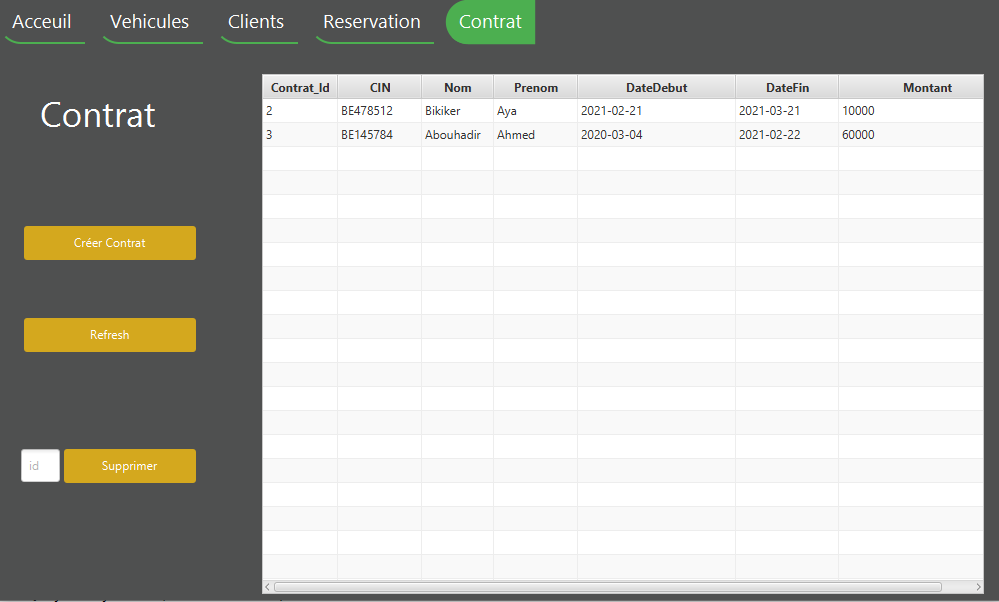 Acceuil Vehicules Clients Reservation Contrat
Contrat
Créer Contrat
Refresh
id Supprimer
Contrat_Id CIN Nom Prenom DateDebut DateFin Montant
2 BE478512 Bikiker Aya 2021-02-21 2021-03-21 10000
3 BE145784 Abouhadir Ahmed 2020-03-04 2021-02-22 60000